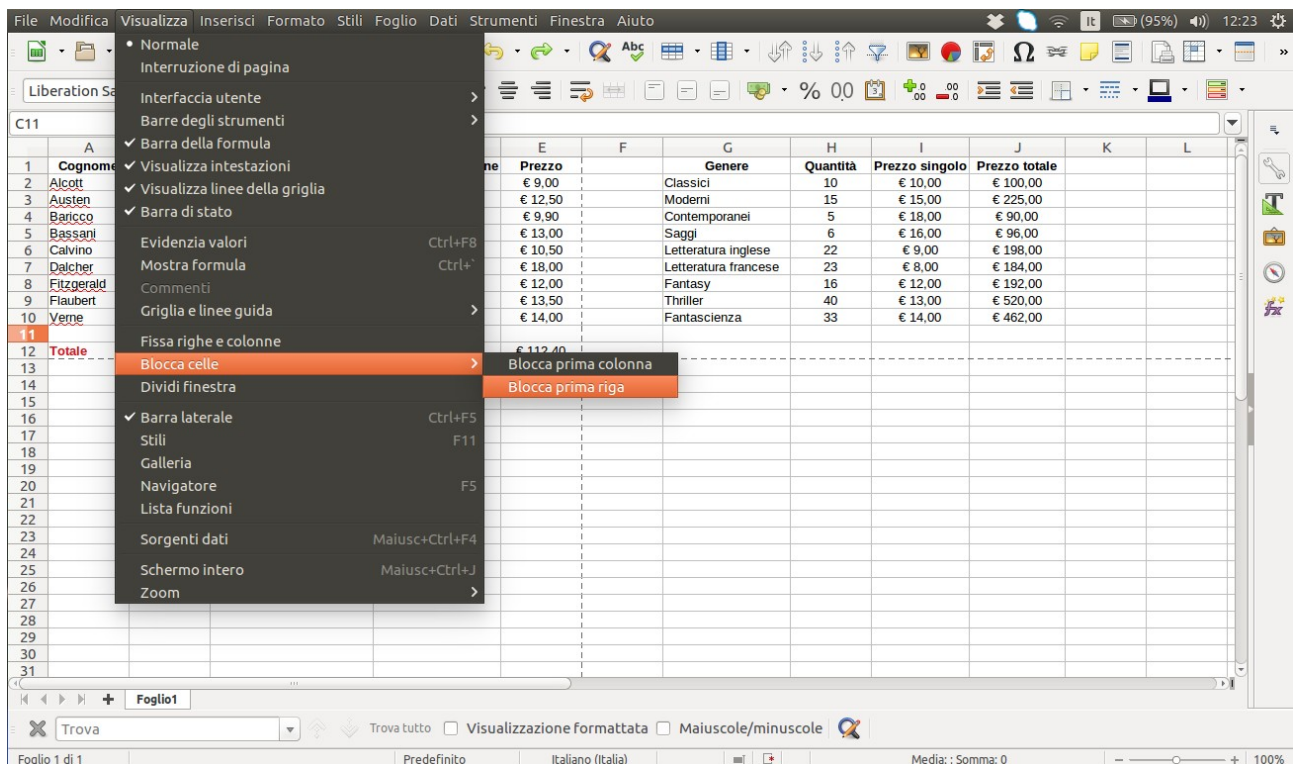 File Modifica Visualizza Inserisci Formato Stili Foglio Dati Strumenti Finestra Aiuto It (95%) 12:23
Normale
Interruzione di pagina
Interfaccia utente
Barre degli strumenti
Barra della formula
Visualizza intestazioni
Visualizza linee della griglia
Barra di stato
Evidenzia valori Ctrl+F8
Mostra formula Ctrl+`
Commenti
Griglia e linee guida
Fissa righe e colonne
Blocca celle
Dividi finestra
Barra laterale Ctrl+F5
Stili F11
Galleria
Navigatore F5
Lista funzioni
Sorgenti dati Maiusc+Ctrl+F4
Schermo intero Maiusc+Ctrl+J
Zoom
Blocca prima colonna
Blocca prima riga
Abc
Liberation Sa
% 0.0
C11
A E F G H I J K L
1 Cognome ne Prezzo Genere Quantità Prezzo singolo Prezzo totale
2 Alcott € 9,00 Classici 10 € 10,00 € 100,00
3 Austen € 12,50 Moderni 15 € 15,00 € 225,00
4 Baricco € 9,90 Contemporanei 5 € 18,00 € 90,00
5 Bassani € 13,00 Saggi 6 € 16,00 € 96,00
6 Calvino € 10,50 Letteratura inglese 22 € 9,00 € 198,00
7 Dalcher € 18,00 Letteratura francese 23 € 8,00 € 184,00
8 Fitzgerald € 12,00 Fantasy 16 € 12,00 € 192,00
9 Flaubert € 13,50 Thriller 40 € 13,00 € 520,00
10 Verne € 14,00 Fantascienza 33 € 14,00 € 462,00
11
12 Totale € 112,40
13
14
15
16
17
18
19
20
21
22
23
24
25
26
27
28
29
30
31
Foglio1
Trova Trova tutto Visualizzazione formattata Maiuscole/minuscole
Foglio 1 di 1 Predefinito Italiano (Italia) Media: ; Somma: 0 100%